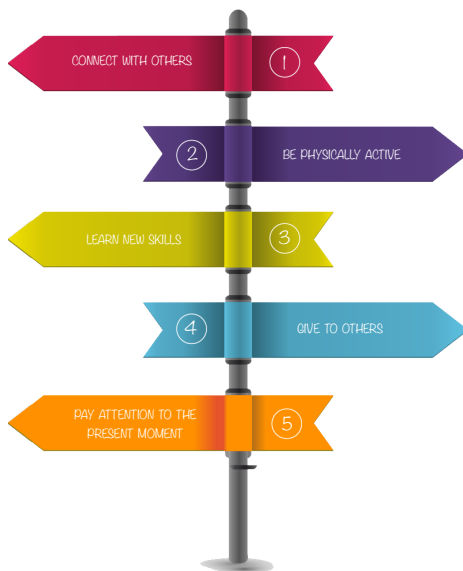 CONNECT WITH OTHERS 1
2 BE PHYSICALLY ACTIVE
LEARN NEW SKILLS 3
4 GIVE TO OTHERS
PAY ATTENTION TO THE
PRESENT MOMENT 5